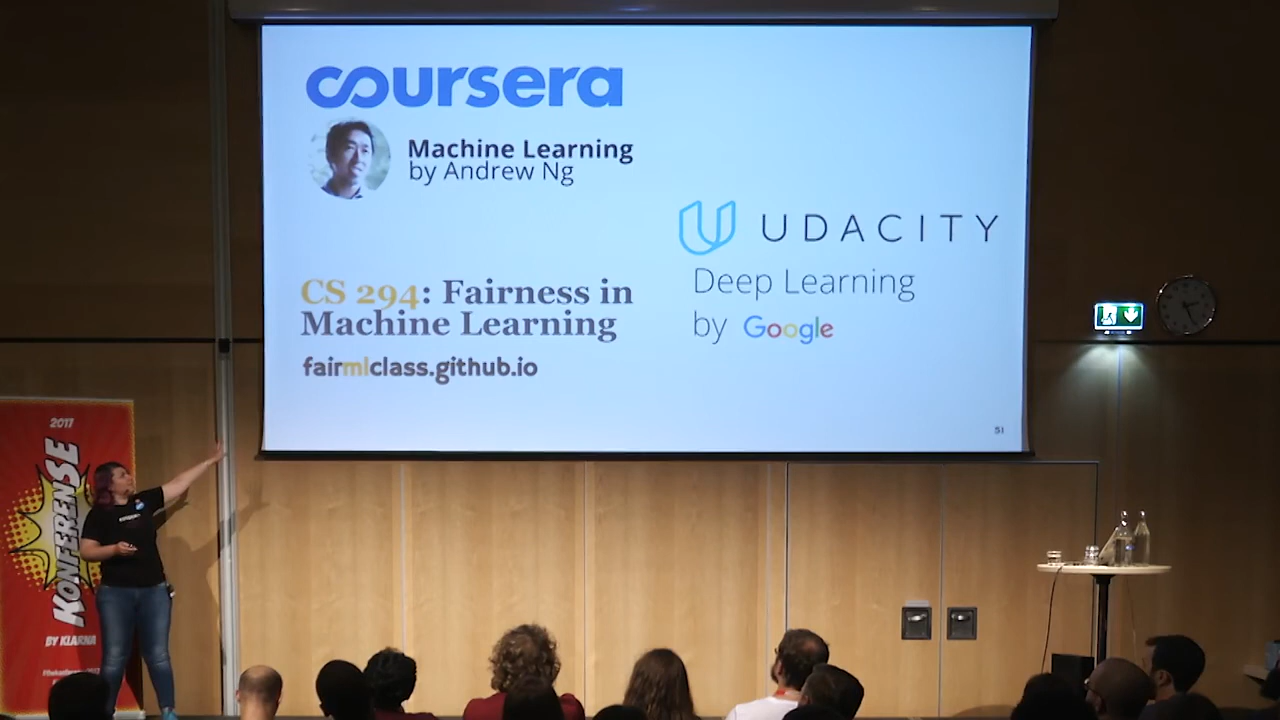 coursera
Machine Learning
by Andrew Ng
UDACITY
Deep Learning
by Google
CS 294: Fairness in
Machine Learning
fairmlclass.github.io
51
2017
KONFERENSE
BY KLARNA